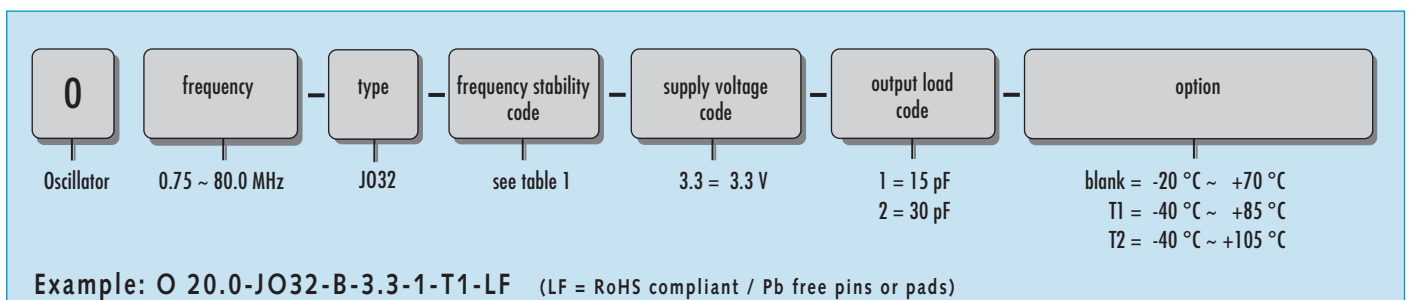 O
frequency
–
type
–
frequency stability
code
–
supply voltage
code
–
output load
code
–
option
Oscillator
0.75 ~ 80.0 MHz
JO32
see table 1
3.3 = 3.3 V
1 = 15 pF
2 = 30 pF
blank = -20 °C ~ +70 °C
T1 = -40 °C ~ +85 °C
T2 = -40 °C ~ +105 °C
Example: O 20.0-JO32-B-3.3-1-T1-LF (LF = RoHS compliant / Pb free pins or pads)